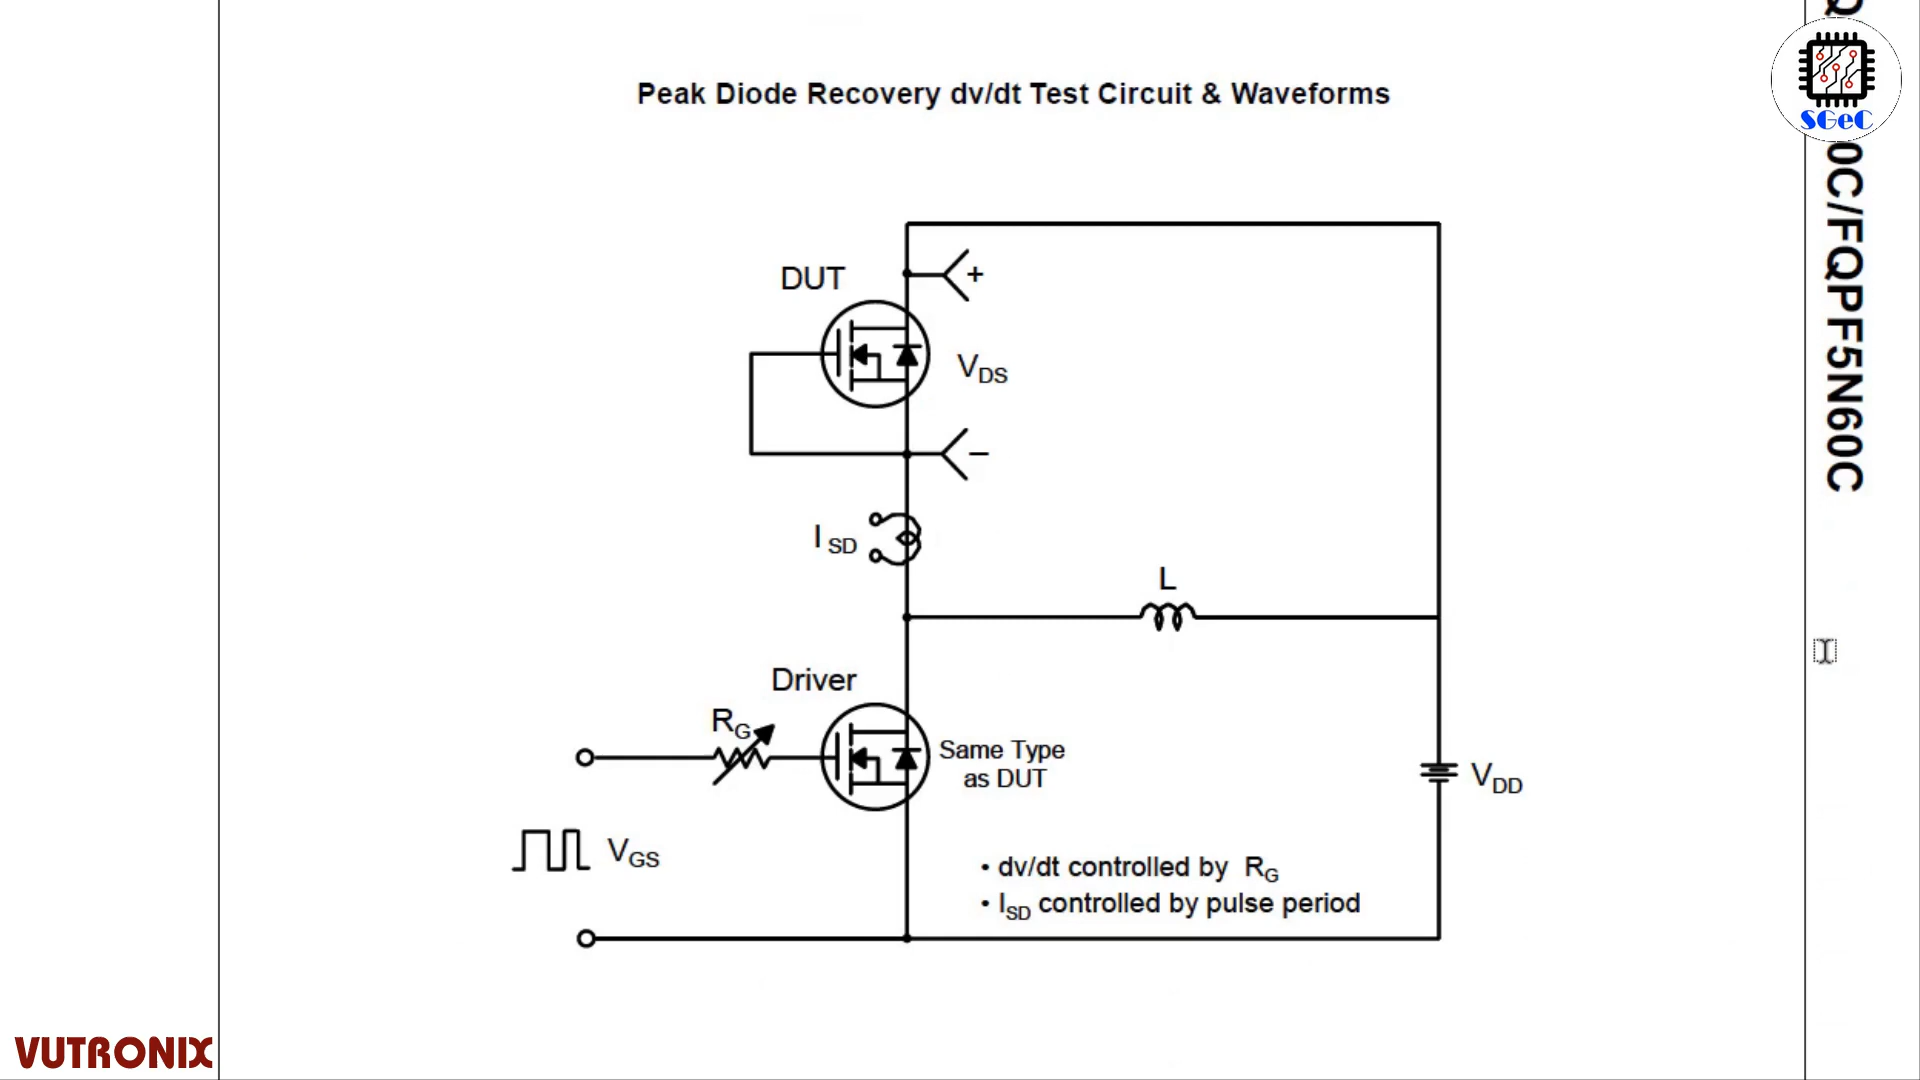 Peak Diode Recovery dv/dt Test Circuit & Waveforms
SGeC
0C/FQPF5N60C
DUT
+
VDS
−
I SD
L
Driver
RG
Same Type
as DUT
VDD
VGS
• dv/dt controlled by RG
• ISD controlled by pulse period
VUTRONIX